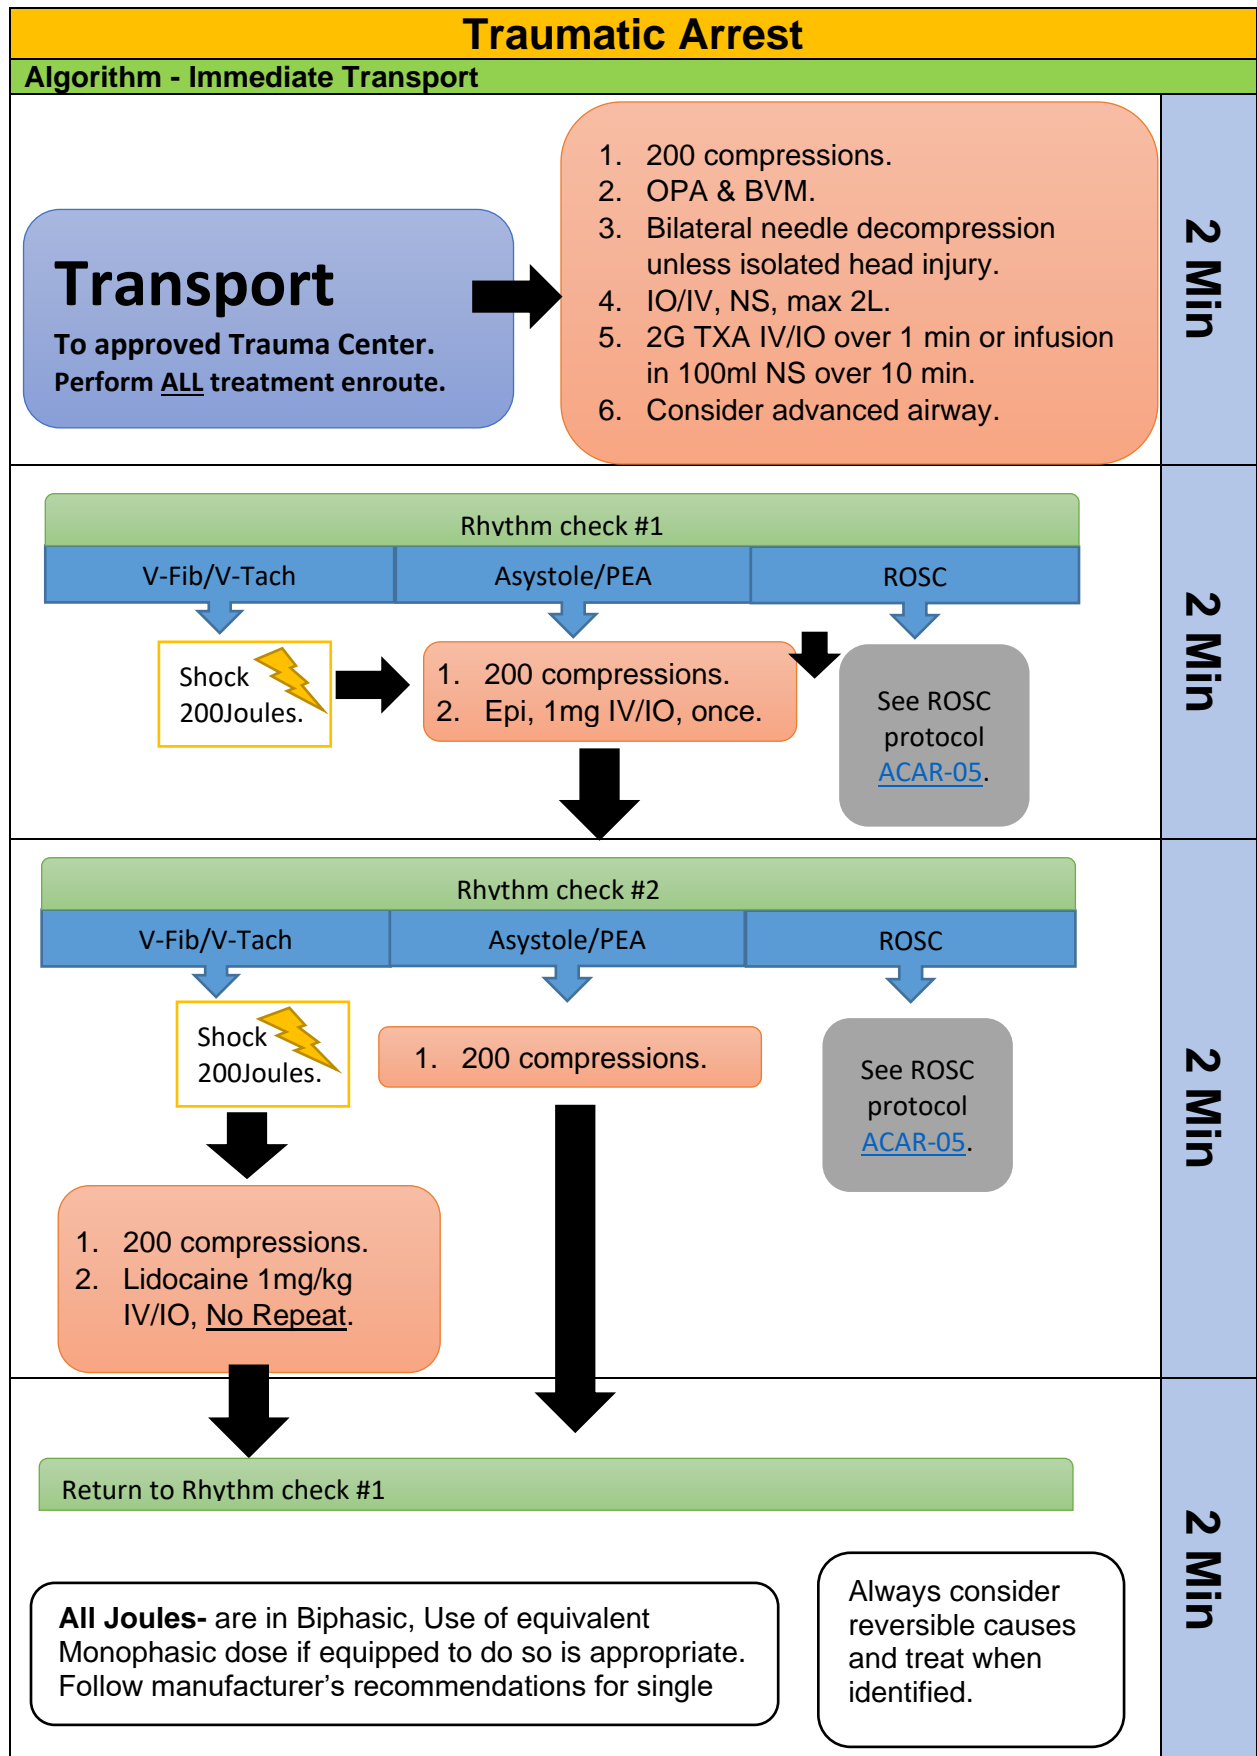 Traumatic Arrest
Algorithm - Immediate Transport
Transport
To approved Trauma Center.
Perform ALL treatment enroute.
1. 200 compressions.
2. OPA & BVM.
3. Bilateral needle decompression
unless isolated head injury.
4. IO/IV, NS, max 2L.
5. 2G TXA IV/IO over 1 min or infusion
in 100ml NS over 10 min.
6. Consider advanced airway.
2 Min
Rhythm check #1
V-Fib/V-Tach
Asystole/PEA
ROSC
Shock
200Joules.
1. 200 compressions.
2. Epi, 1mg IV/IO, once.
See ROSC
protocol
ACAR-05.
2 Min
Rhythm check #2
V-Fib/V-Tach
Asystole/PEA
ROSC
Shock
200Joules.
1. 200 compressions.
See ROSC
protocol
ACAR-05.
1. 200 compressions.
2. Lidocaine 1mg/kg
IV/IO, No Repeat.
2 Min
Return to Rhythm check #1
All Joules- are in Biphasic, Use of equivalent
Monophasic dose if equipped to do so is appropriate.
Follow manufacturer's recommendations for single
Always consider
reversible causes
and treat when
identified.
2 Min